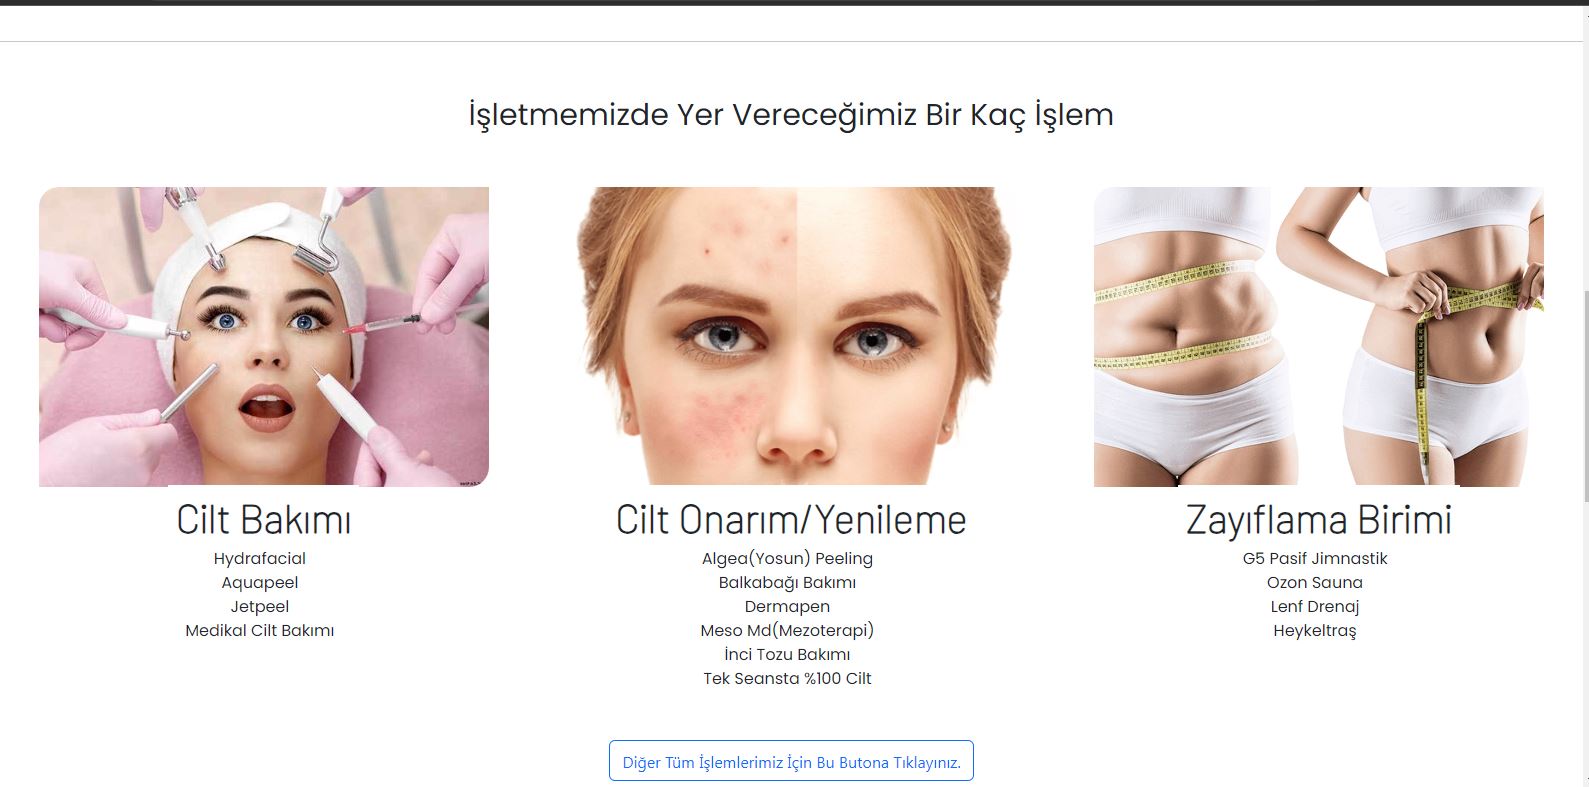 İşletmemizde Yer Vereceğimiz Bir Kaç İşlem
Cilt Bakımı
Hydrafacial
Aquapeel
Jetpeel
Medikal Cilt Bakımı
Cilt Onarım/Yenileme
Algea(Yosun) Peeling
Balkabağı Bakımı
Dermapen
Meso Md(Mezoterapi)
İnci Tozu Bakımı
Tek Seansta %100 Cilt
Zayıflama Birimi
G5 Pasif Jimnastik
Ozon Sauna
Lenf Drenaj
Heykeltraş
Diğer Tüm İşlemlerimiz İçin Bu Butona Tıklayınız.